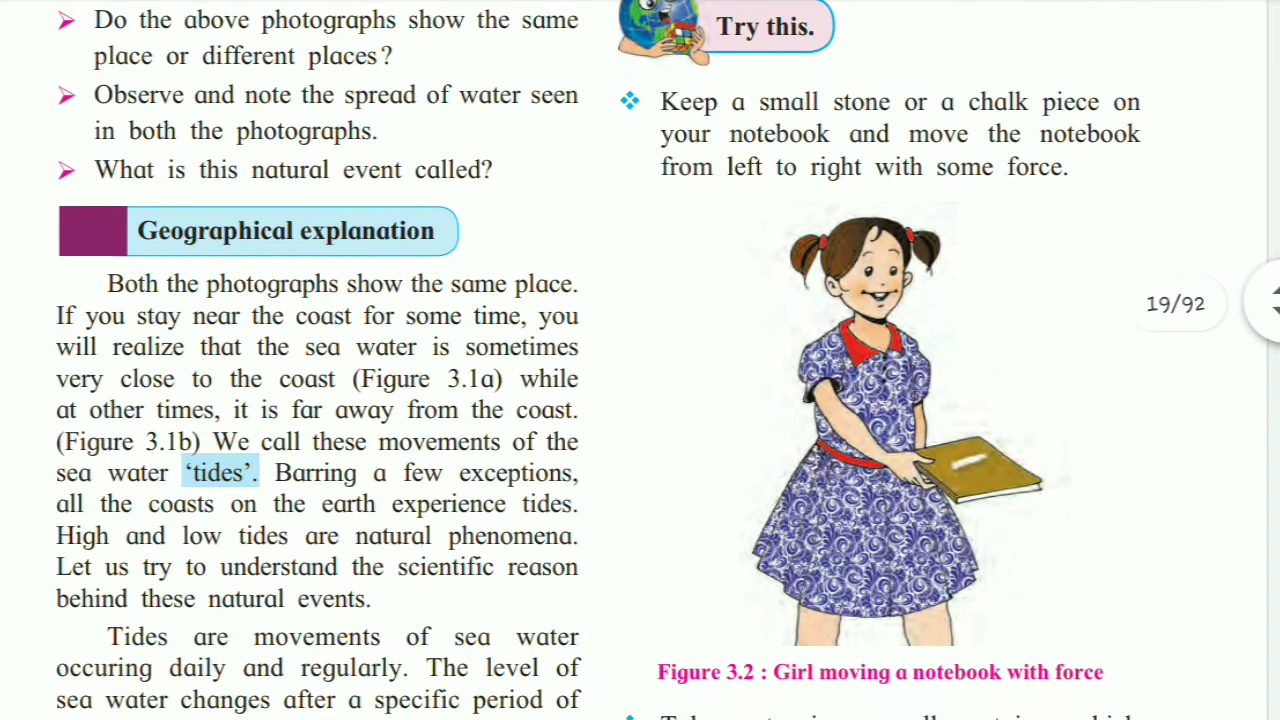 Do the above photographs show the same
place or different places?
Observe and note the spread of water seen
in both the photographs.
What is this natural event called?
Geographical explanation
Both the photographs show the same place.
If you stay near the coast for some time, you
will realize that the sea water is sometimes
very close to the coast (Figure 3.1a) while
at other times, it is far away from the coast.
(Figure 3.1b) We call these movements of the
sea water ‘tides’. Barring a few exceptions,
all the coasts on the earth experience tides.
High and low tides are natural phenomena.
Let us try to understand the scientific reason
behind these natural events.
Tides are movements of sea water
occuring daily and regularly. The level of
sea water changes after a specific period of
Try this.
Keep a small stone or a chalk piece on
your notebook and move the notebook
from left to right with some force.
Figure 3.2 : Girl moving a notebook with force
19/92